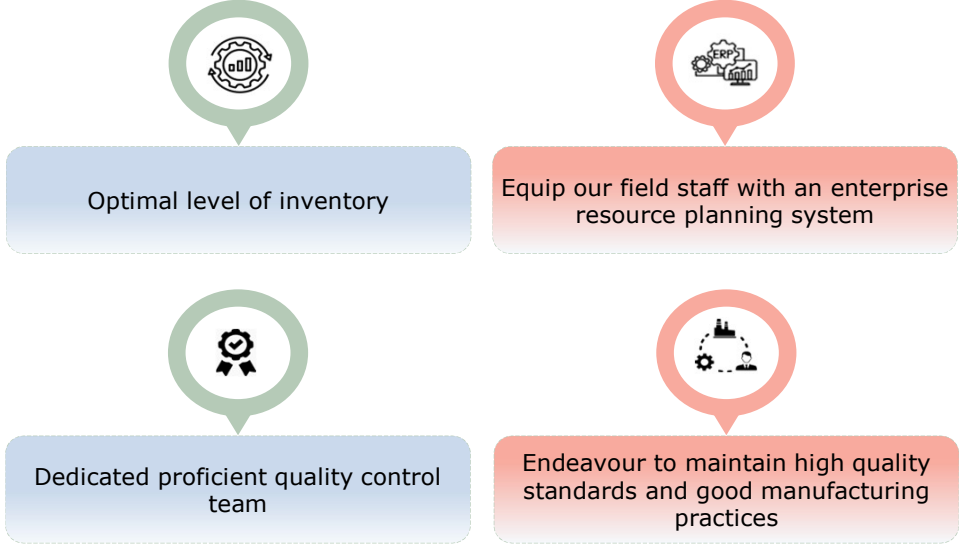 ERP
Optimal level of inventory
Equip our field staff with an enterprise
resource planning system
Dedicated proficient quality control
team
Endeavour to maintain high quality
standards and good manufacturing
practices